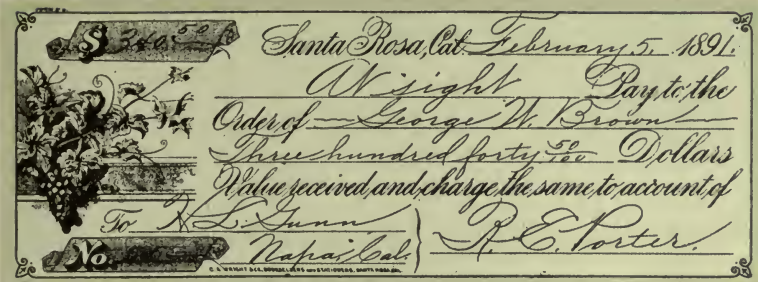 $ 340 50
Santa Rosa, Cal. February 5, 1891.
At sight Pay to the
Order of George W. Brown
Three hundred forty 50/100 Dollars
Value received, and charge the same to account of
To H. L. Gunn
Napa, Cal. R. E. Porter.
No.